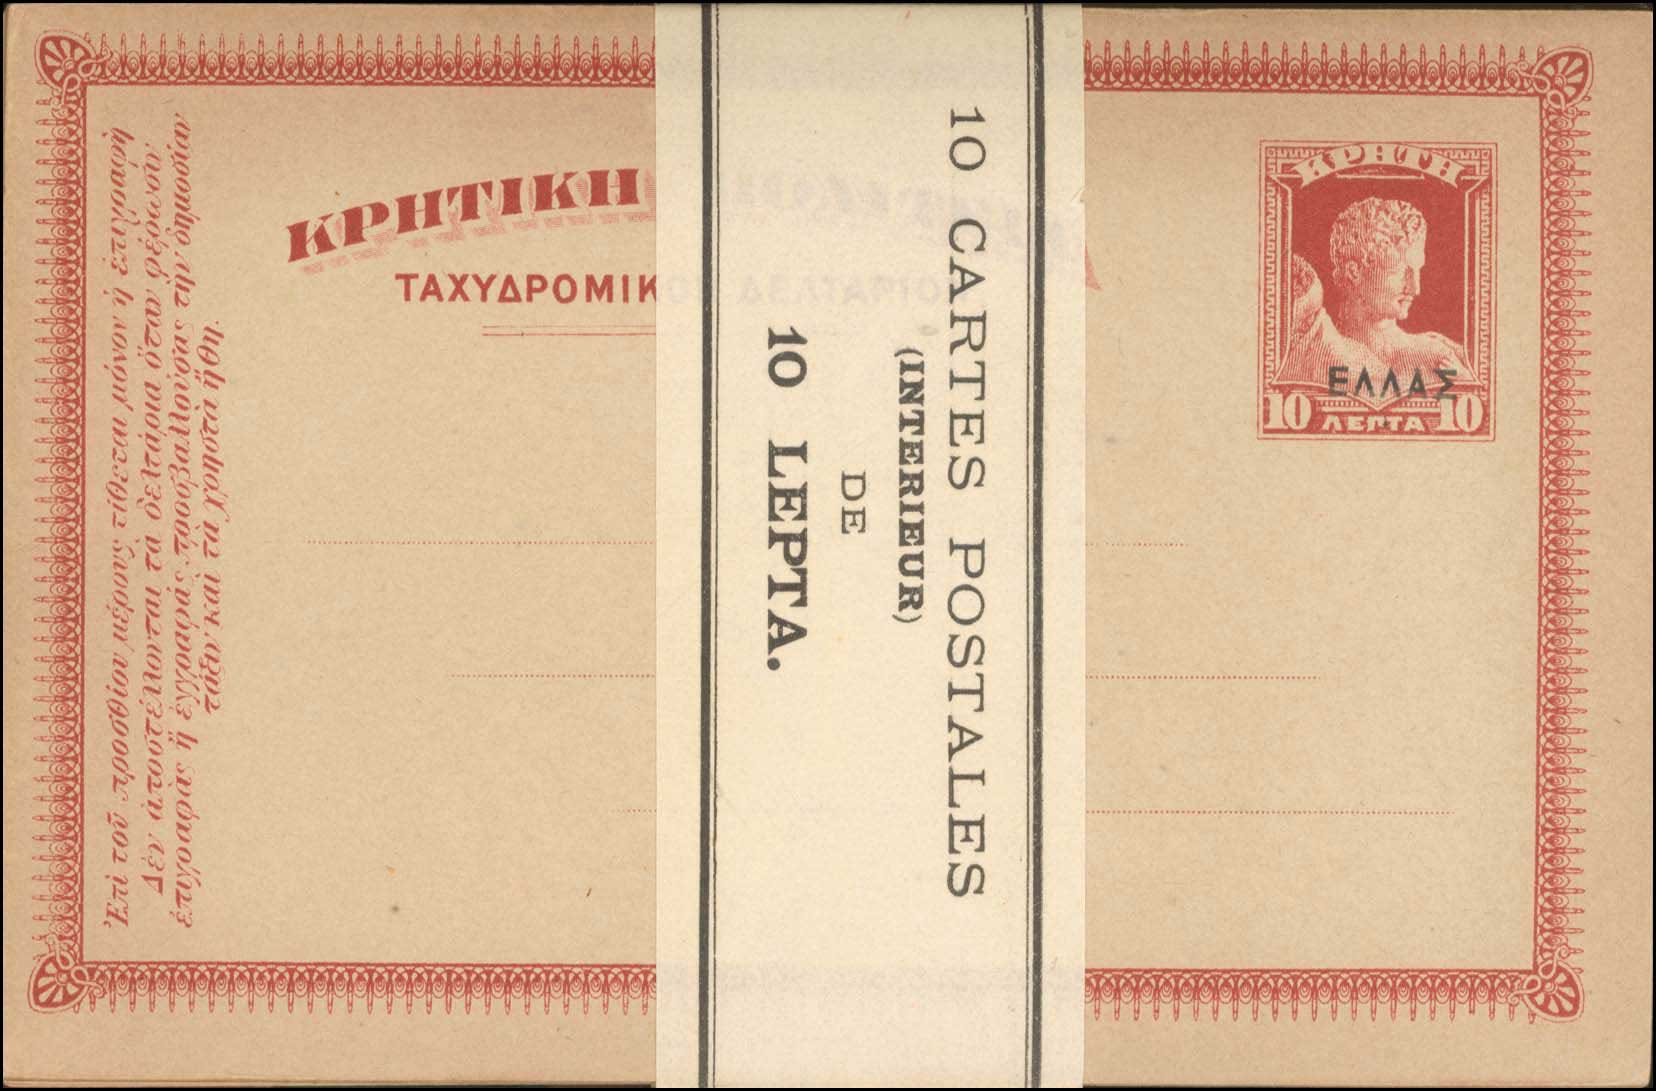 Ἐπὶ τοῦ προσθίου μέρους τίθεται μόνον ἡ ἐπιγραφή
Δὲν ἀποστέλλονται τὰ δελτάρια ὅταν φέρωσιν
ἐπιγραφὰς ἢ ἐγγραφὰς προσβαλλούσας τὴν δημοσίαν
τάξιν καὶ τὰ χρηστὰ ἤθη.
ΚΡΗΤΙΚΗ
ΤΑΧΥΔΡΟΜΙΚ
10 CARTES POSTALES
(INTERIEUR)
DE
10 LEPTA.
ΚΡΗΤΗ
ΕΛΛΑΣ
10 ΛΕΠΤΑ 10